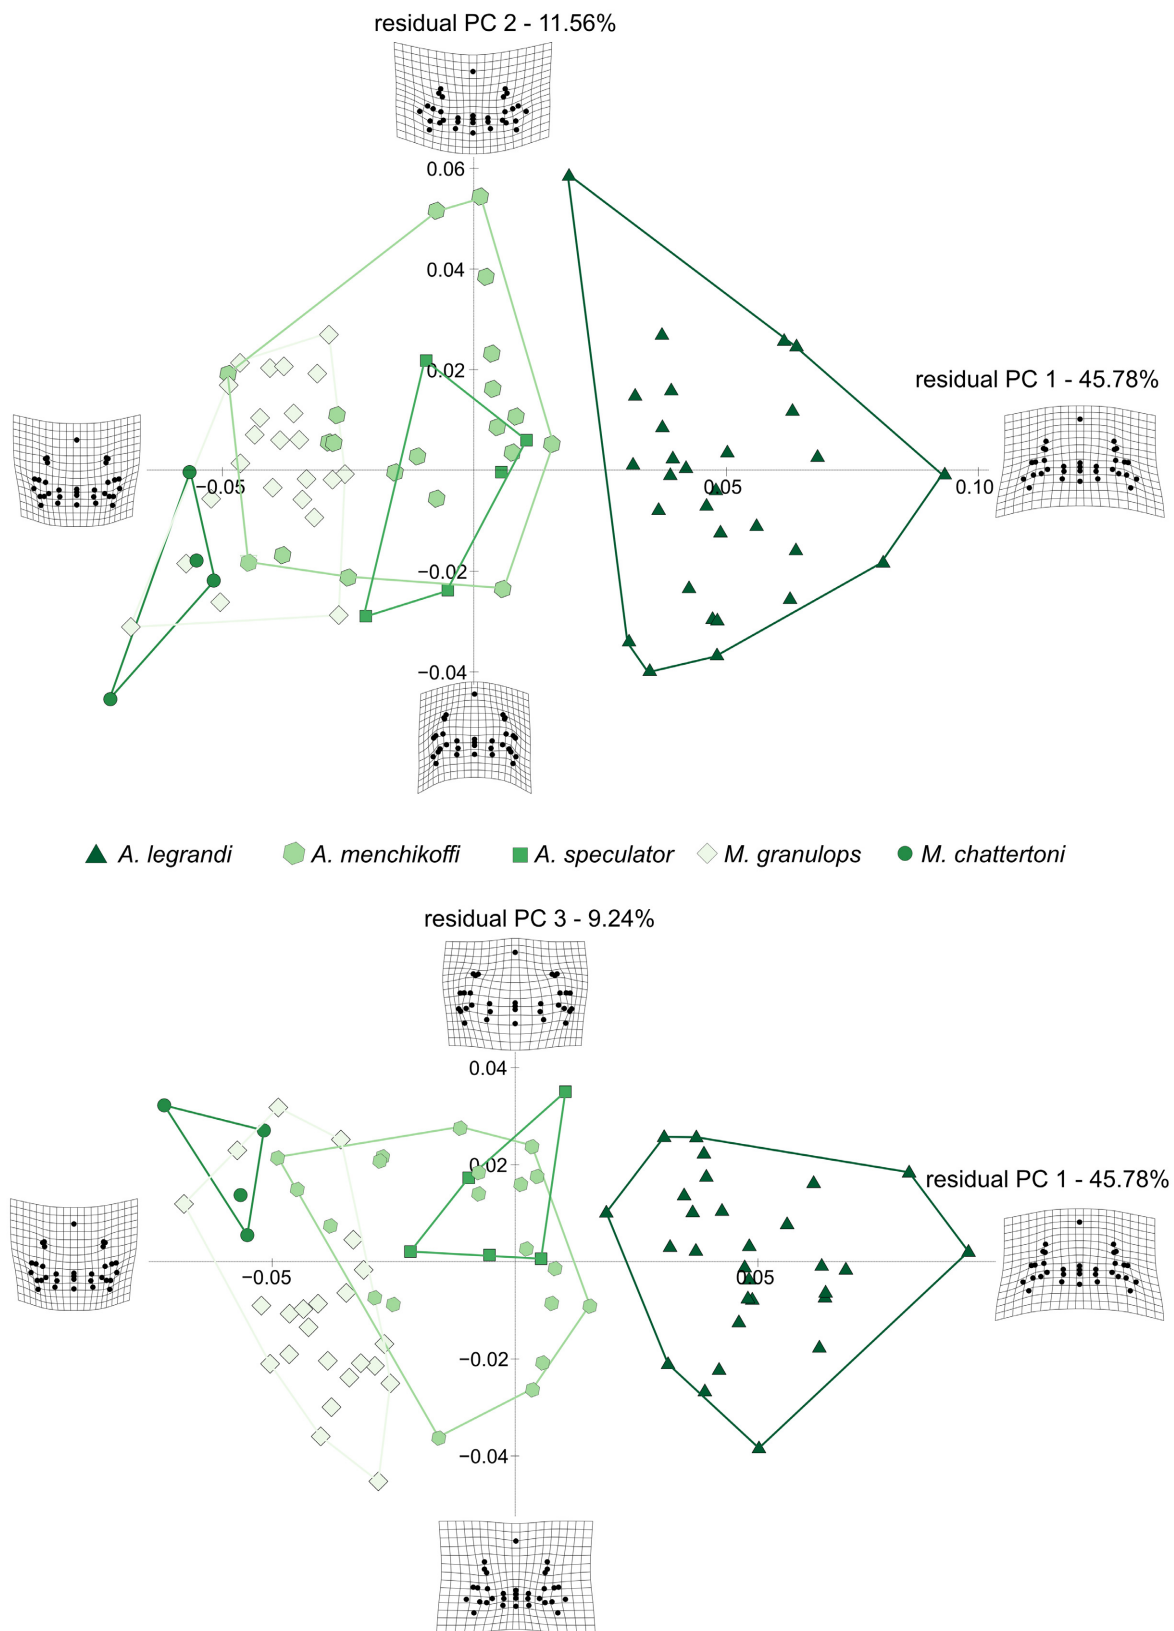 residual PC 2 - 11.56%
0.06
0.04
0.02
residual PC 1 - 45.78%
−0.05
0.05
0.10
−0.02
−0.04
A. legrandi A. menchikoffi A. speculator M. granulops M. chattertoni
residual PC 3 - 9.24%
0.04
0.02
residual PC 1 - 45.78%
−0.05
0.05
−0.02
−0.04